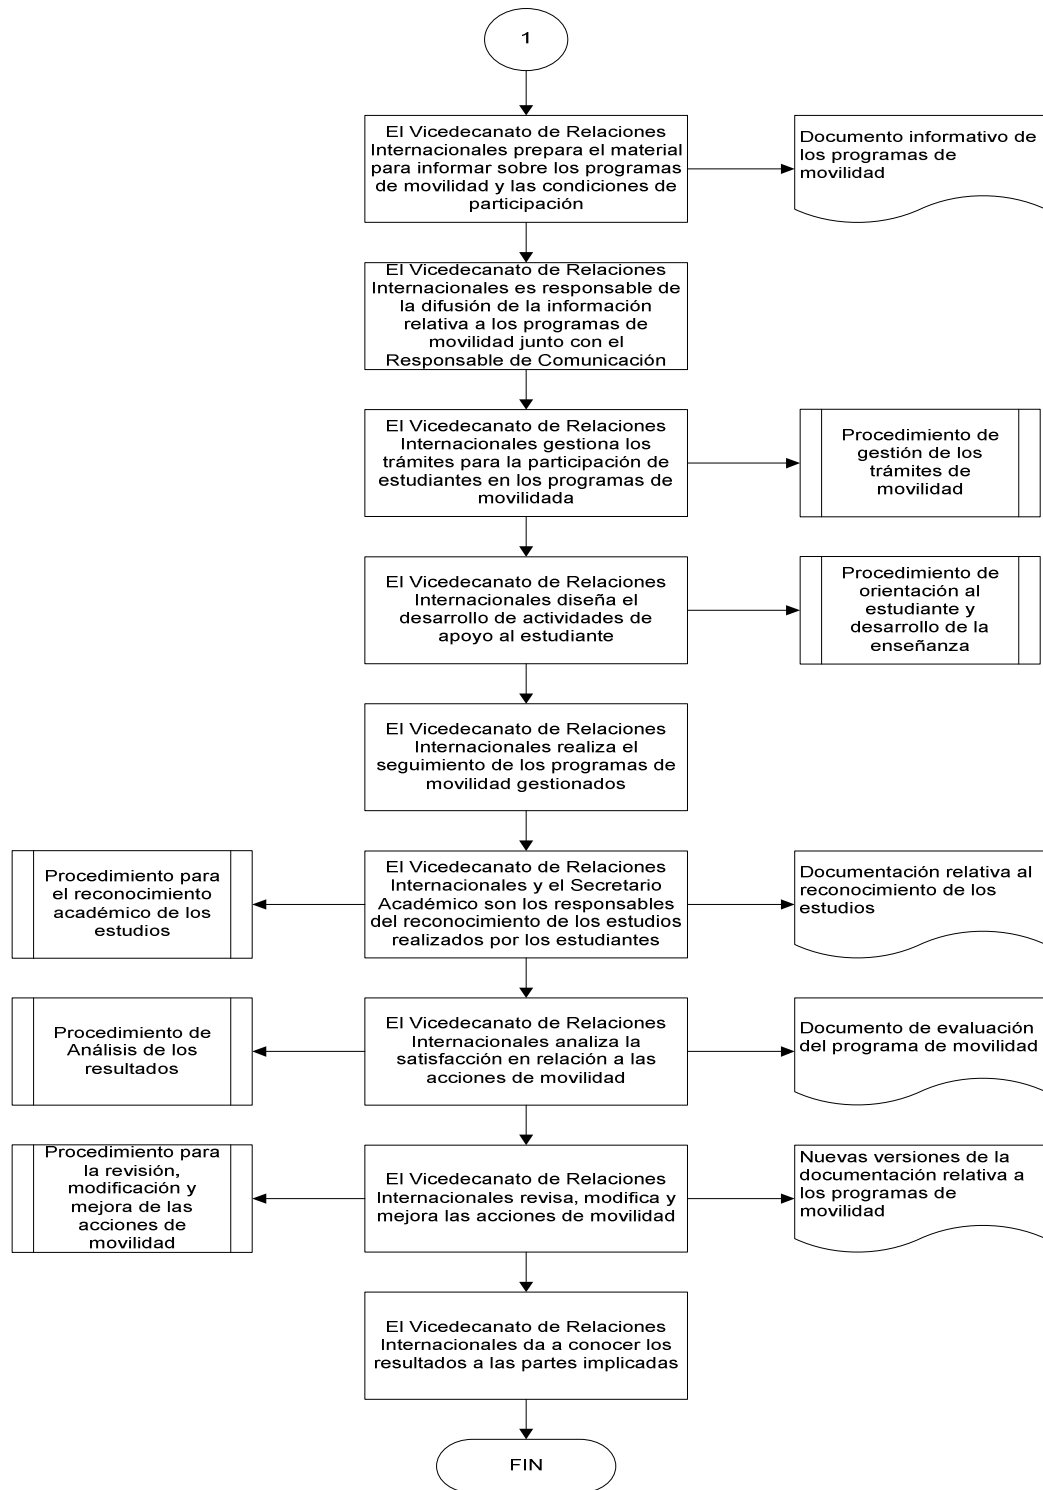 1
El Vicedecanato de Relaciones
Internacionales prepara el material
para informar sobre los programas
de movilidad y las condiciones de
participación
Documento informativo de
los programas de
movilidad
El Vicedecanato de Relaciones
Internacionales es responsable de
la difusión de la información
relativa a los programas de
movilidad junto con el
Responsable de Comunicación
El Vicedecanato de Relaciones
Internacionales gestiona los
trámites para la participación de
estudiantes en los programas de
movilidada
Procedimiento de
gestión de los
trámites de
movilidad
El Vicedecanato de Relaciones
Internacionales diseña el
desarrollo de actividades de
apoyo al estudiante
Procedimiento de
orientación al
estudiante y
desarrollo de la
enseñanza
El Vicedecanato de Relaciones
Internacionales realiza el
seguimiento de los programas de
movilidad gestionados
Procedimiento para
el reconocimiento
académico de los
estudios
El Vicedecanato de Relaciones
Internacionales y el Secretario
Académico son los responsables
del reconocimiento de los estudios
realizados por los estudiantes
Documentación relativa al
reconocimiento de los
estudios
Procedimiento de
Análisis de los
resultados
El Vicedecanato de Relaciones
Internacionales analiza la
satisfacción en relación a las
acciones de movilidad
Documento de evaluación
del programa de movilidad
Procedimiento para
la revisión,
modificación y
mejora de las
acciones de
movilidad
El Vicedecanato de Relaciones
Internacionales revisa, modifica y
mejora las acciones de movilidad
Nuevas versiones de la
documentación relativa a
los programas de
movilidad
El Vicedecanato de Relaciones
Internacionales da a conocer los
resultados a las partes implicadas
FIN